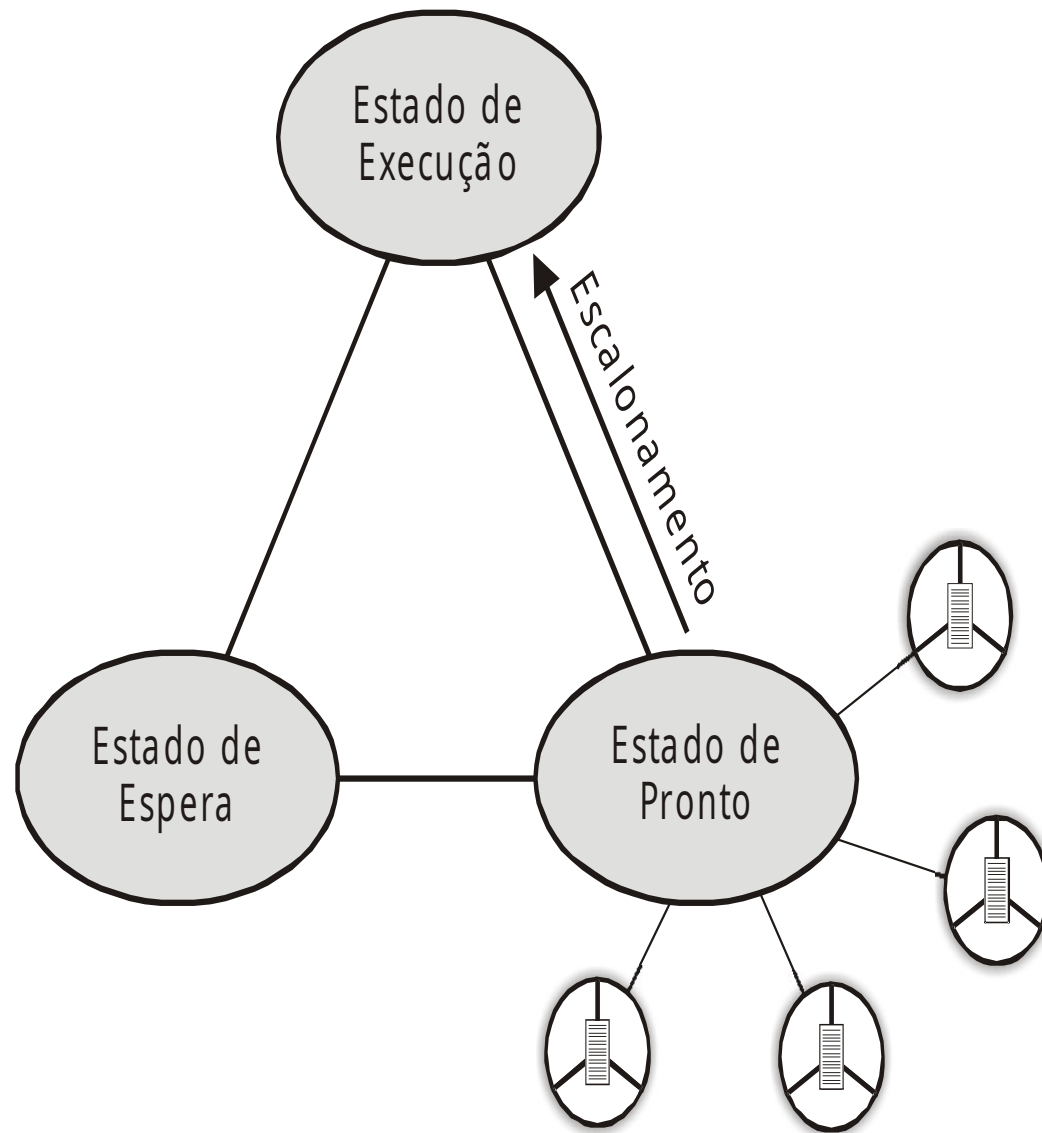 Estado de
Execução
Escalonamento
Estado de
Espera
Estado de
Pronto